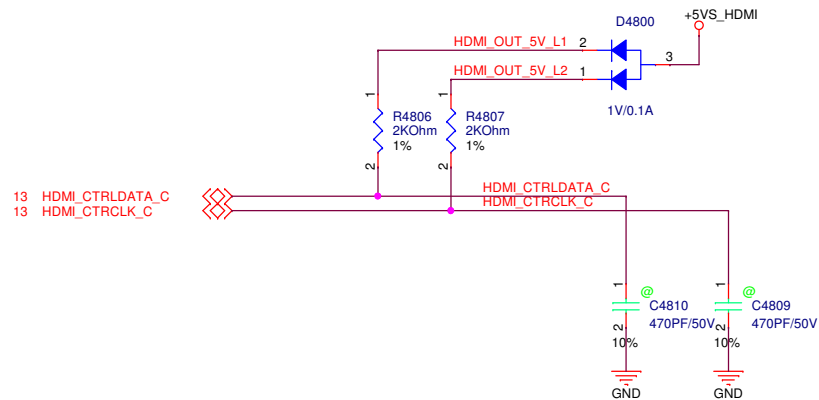 +5VS_HDMI
D4800
HDMI_OUT_5V_L1 2
3
HDMI_OUT_5V_L2 1
1V/0.1A
1 1
R4806 R4807
2KOhm 2KOhm
1% 1%
2 2
13 HDMI_CTRLDATA_C
HDMI_CTRLDATA_C
13 HDMI_CTRCLK_C
HDMI_CTRCLK_C
1 1
@ @
C4810 C4809
470PF/50V 470PF/50V
2 2
10% 10%
GND GND